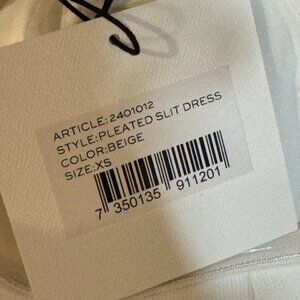 ARTICLE:2401012
STYLE:PLEATED SLIT DRESS
COLOR:BEIGE
SIZE:XS
7 350135 911201